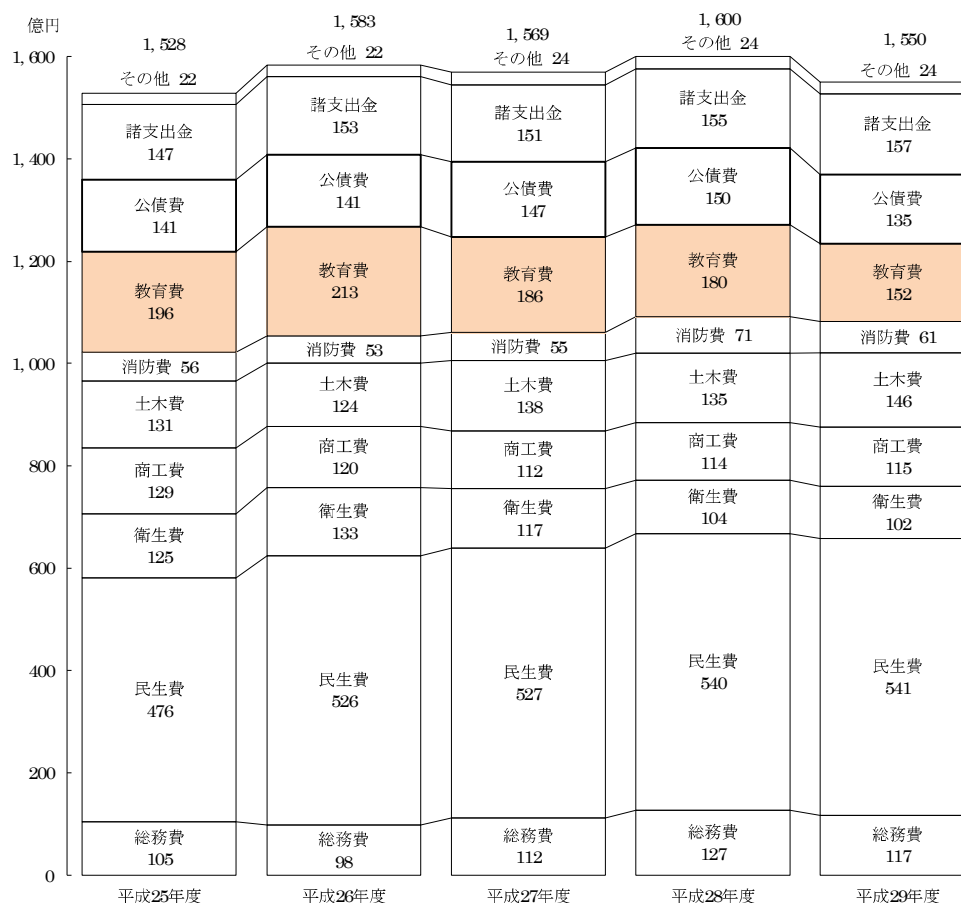 億円
1,600
1,400
1,200
1,000
800
600
400
200
0
1,528
その他 22
諸支出金
147
公債費
141
教育費
196
消防費 56
土木費
131
商工費
129
衛生費
125
民生費
476
総務費
105
平成25年度
1,583
その他 22
諸支出金
153
公債費
141
教育費
213
消防費 53
土木費
124
商工費
120
衛生費
133
民生費
526
総務費
98
平成26年度
1,569
その他 24
諸支出金
151
公債費
147
教育費
186
消防費 55
土木費
138
商工費
112
衛生費
117
民生費
527
総務費
112
平成27年度
1,600
その他 24
諸支出金
155
公債費
150
教育費
180
消防費 71
土木費
135
商工費
114
衛生費
104
民生費
540
総務費
127
平成28年度
1,550
その他 24
諸支出金
157
公債費
135
教育費
152
消防費 61
土木費
146
商工費
115
衛生費
102
民生費
541
総務費
117
平成29年度